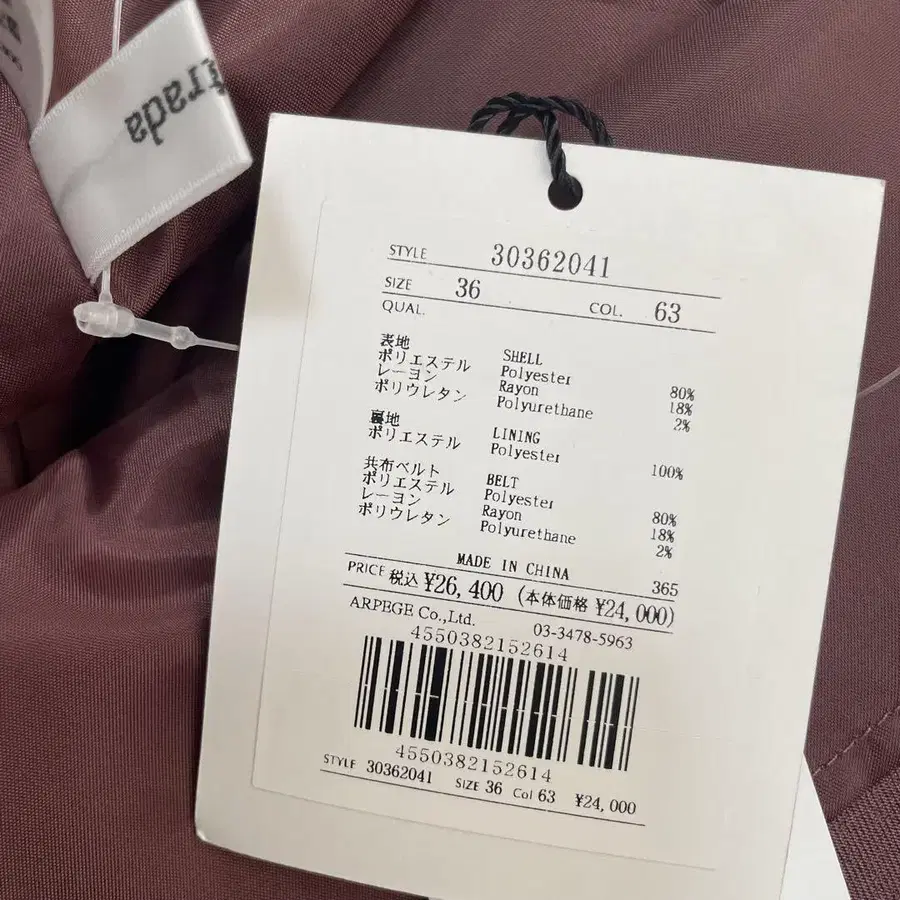 strada
STYLE 30362041
SIZE 36 COL. 63
QUAL.
表地 SHELL
ポリエステル Polyester 80%
レーヨン Rayon 18%
ポリウレタン Polyurethane 2%
裏地 LINING
ポリエステル Polyester 100%
共布ベルト BELT
ポリエステル Polyester 80%
レーヨン Rayon 18%
ポリウレタン Polyurethane 2%
MADE IN CHINA 365
PRICE 税込 ¥26,400 (本体価格 ¥24,000)
ARPEGE Co.,Ltd. 03-3478-5963
4550382152614
4550382152614
STYLE 30362041 SIZE 36 Col 63 ¥24,000